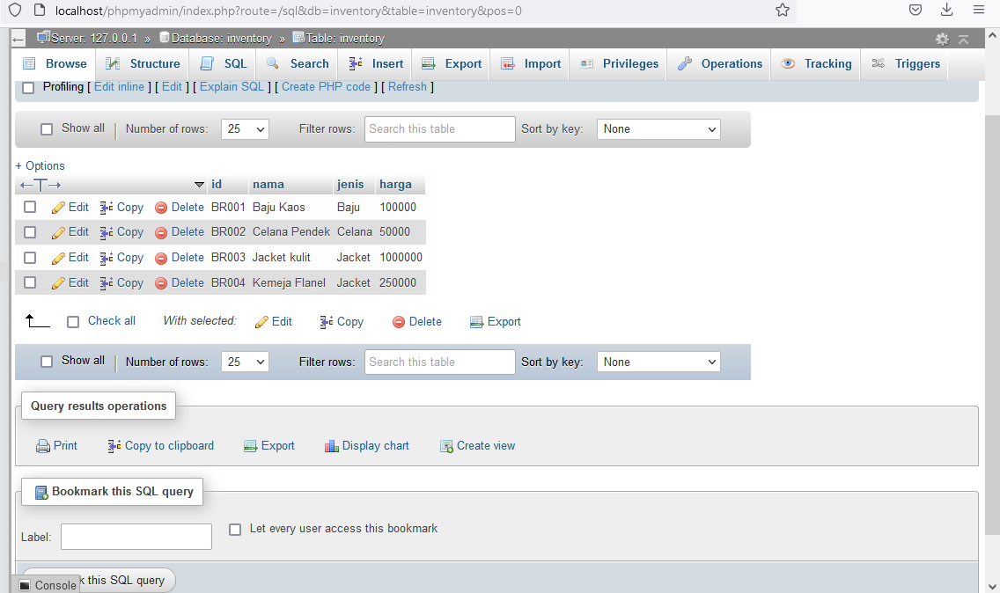 localhost/phpmyadmin/index.php?route=/sql&db=inventory&table=inventory&pos=0
Server: 127.0.0.1 » Database: inventory » Table: inventory
Browse Structure SQL Search Insert Export Import Privileges Operations Tracking Triggers
Profiling [ Edit inline ] [ Edit ] [ Explain SQL ] [ Create PHP code ] [ Refresh ]
Show all Number of rows: 25 Filter rows: Search this table Sort by key: None
+ Options
←T→ id nama jenis harga
Edit Copy Delete BR001 Baju Kaos Baju 100000
Edit Copy Delete BR002 Celana Pendek Celana 50000
Edit Copy Delete BR003 Jacket kulit Jacket 1000000
Edit Copy Delete BR004 Kemeja Flanel Jacket 250000
Check all With selected: Edit Copy Delete Export
Show all Number of rows: 25 Filter rows: Search this table Sort by key: None
Query results operations
Print Copy to clipboard Export Display chart Create view
Bookmark this SQL query
Label: Let every user access this bookmark
k this SQL query
Console